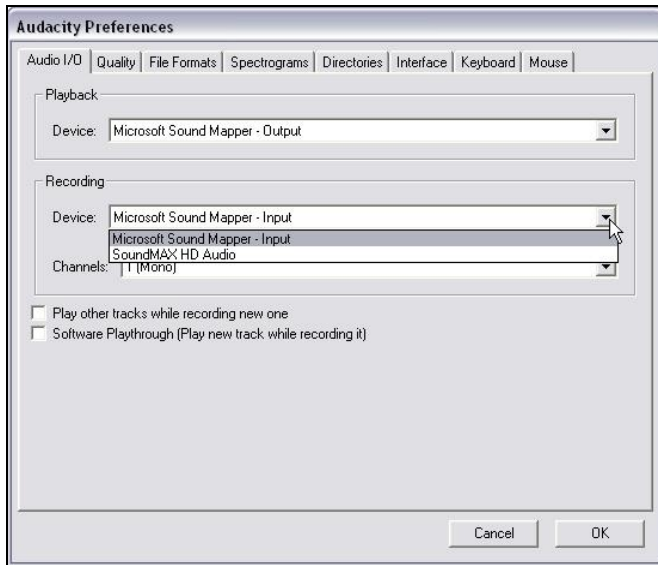 Audacity Preferences
Audio I/O Quality File Formats Spectrograms Directories Interface Keyboard Mouse
Playback
Device: Microsoft Sound Mapper - Output
Recording
Device: Microsoft Sound Mapper - Input
Microsoft Sound Mapper - Input
SoundMAX HD Audio
Channels: 1 (Mono)
Play other tracks while recording new one
Software Playthrough (Play new track while recording it)
Cancel OK